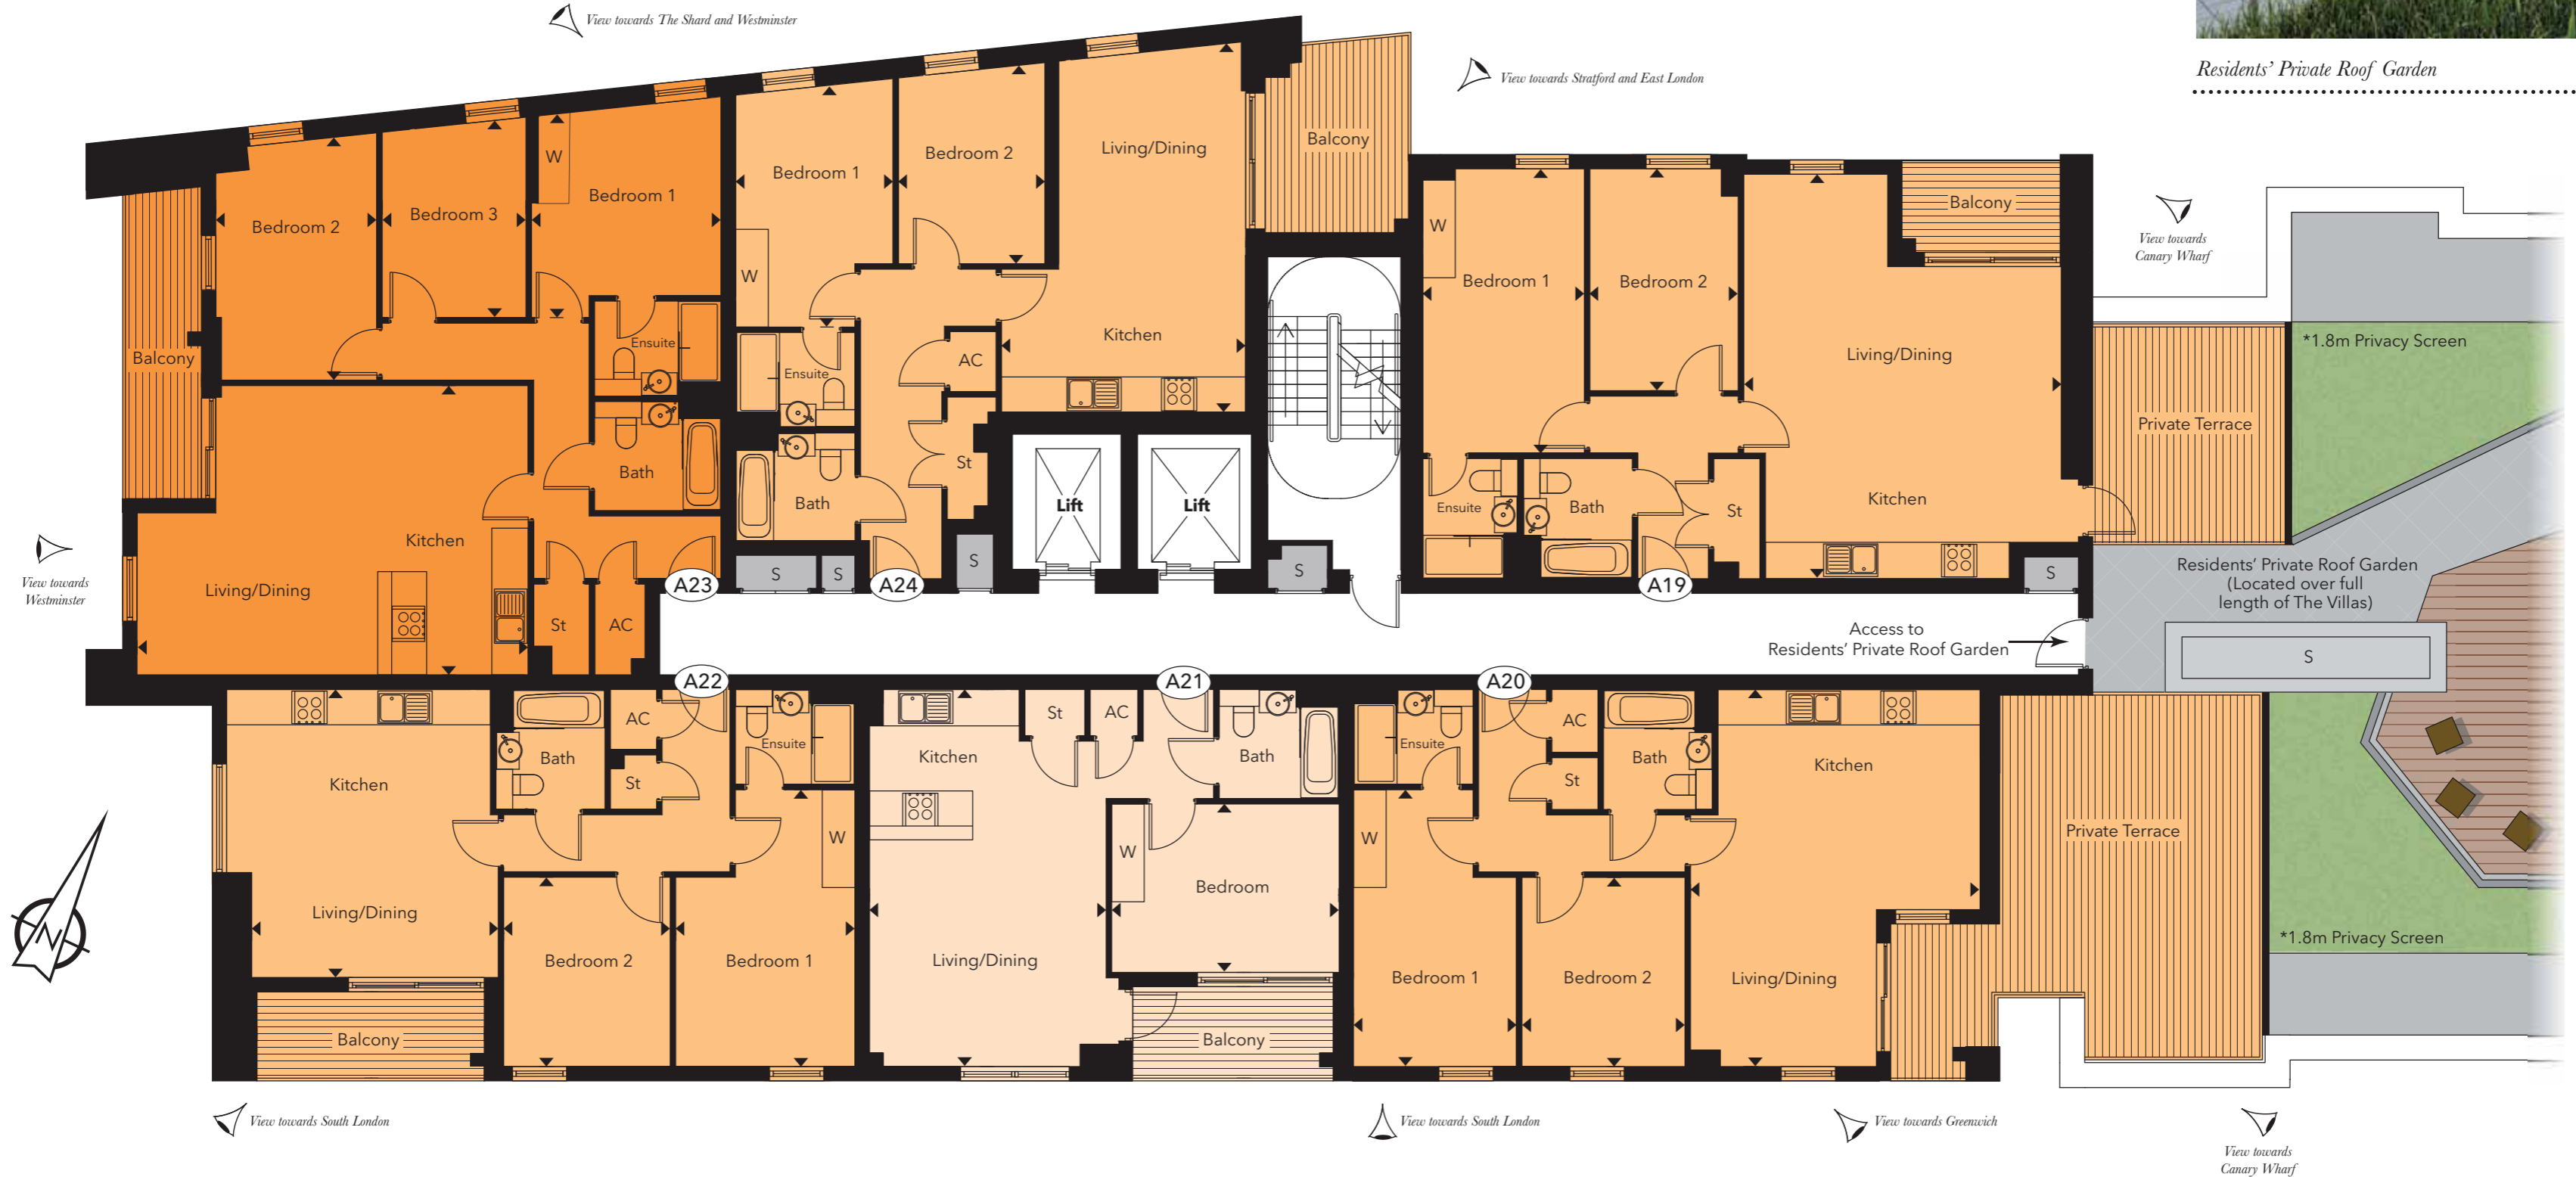 View towards The Shard and Westminster
Residents' Private Roof Garden
View towards Stratford and East London
Balcony
Bedroom 2
Bedroom 3
W
Bedroom 1
Ensuite
Bath
Kitchen
Living/Dining
St
AC
A23
Bedroom 1
Bedroom 2
Living/Dining
Balcony
W
Kitchen
Ensuite
AC
St
Bath
S
S
A24
S
Lift
Lift
S
W
Bedroom 1
Bedroom 2
Balcony
Living/Dining
Kitchen
Ensuite
Bath
St
A19
S
View towards
Canary Wharf
*1.8m Privacy Screen
Private Terrace
Residents' Private Roof Garden
(Located over full
length of The Villas)
S
Access to
Residents' Private Roof Garden
View towards
Westminster
A22
AC
Bath
St
Ensuite
Kitchen
W
Living/Dining
Bedroom 2
Bedroom 1
Balcony
A21
St
AC
Kitchen
Bath
W
Bedroom
Living/Dining
Balcony
A20
Ensuite
AC
Bath
St
Kitchen
W
Bedroom 1
Bedroom 2
Living/Dining
Private Terrace
*1.8m Privacy Screen
N
View towards South London
View towards South London
View towards Greenwich
View towards
Canary Wharf